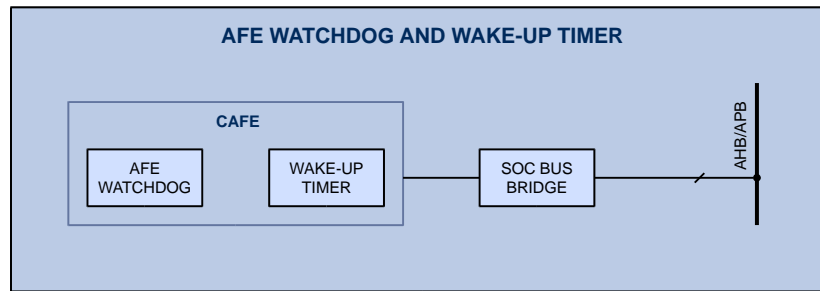 AFE WATCHDOG AND WAKE-UP TIMER
CAFE
AFE
WATCHDOG
WAKE-UP
TIMER
SOC BUS
BRIDGE
AHB/APB